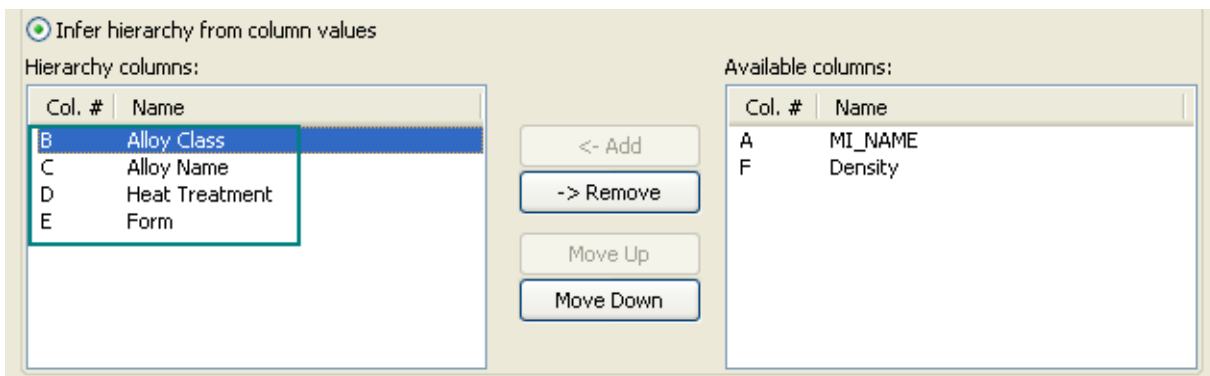 Infer hierarchy from column values
Hierarchy columns:
Col. # Name
B Alloy Class
C Alloy Name
D Heat Treatment
E Form
<- Add
-> Remove
Move Up
Move Down
Available columns:
Col. # Name
A MI_NAME
F Density